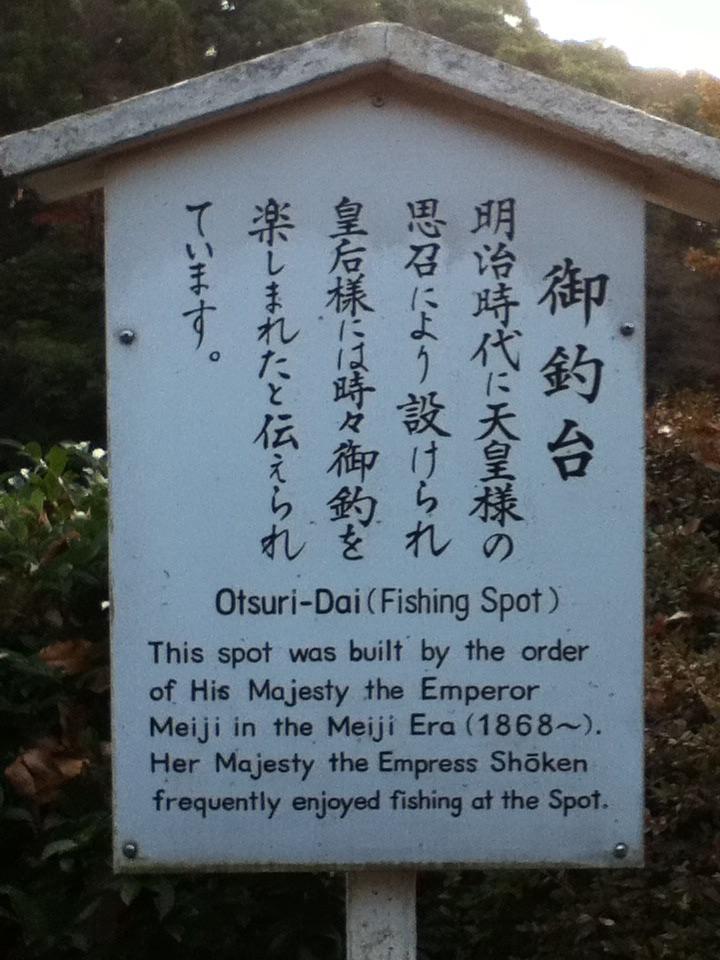 御釣台
明治時代に天皇様の
思召により設けられ
皇后様には時々御釣を
楽しまれたと伝えられ
ています。
Otsuri-Dai (Fishing Spot)
This spot was built by the order
of His Majesty the Emperor
Meiji in the Meiji Era (1868～).
Her Majesty the Empress Shōken
frequently enjoyed fishing at the Spot.